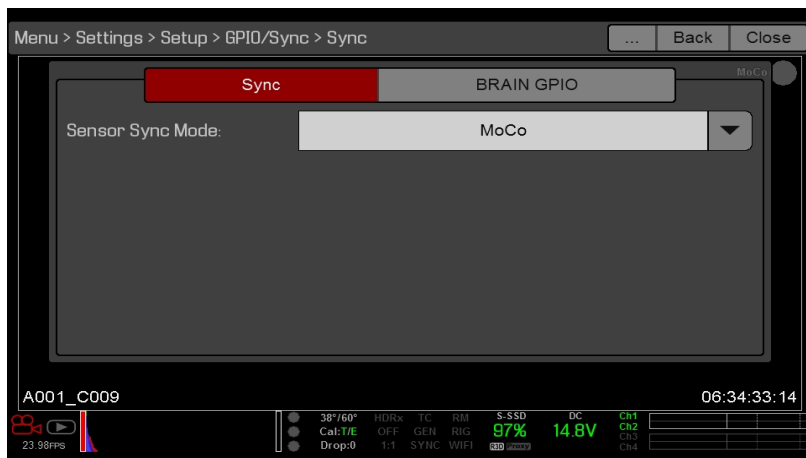 Menu > Settings > Setup > GPIO/Sync > Sync ... Back Close
MoCo
Sync BRAIN GPIO
Sensor Sync Mode: MoCo
A001_C009 06:34:33:14
38°/60° HDRx TC RM S-SSD DC Ch1
Cal:T/E OFF GEN RIG 97% 14.8V Ch2
Drop:0 1:1 SYNC WIFI R3D Proxy Ch3
23.98FPS Ch4